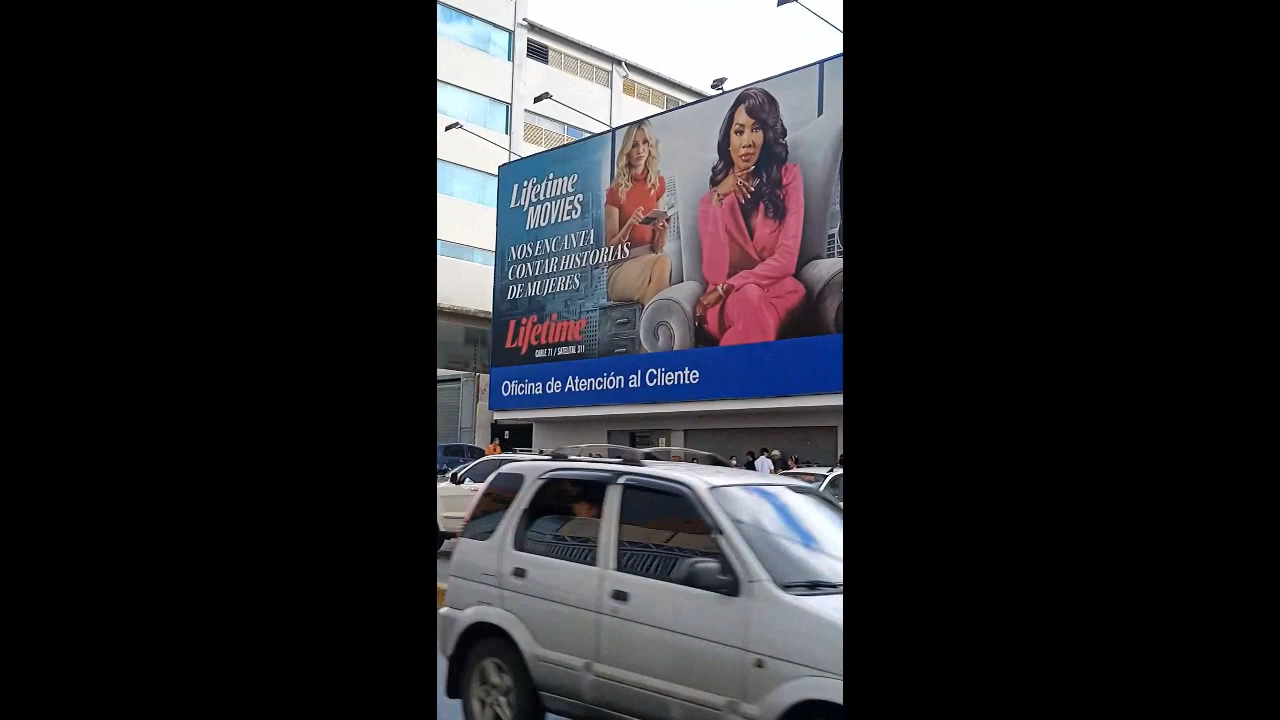 Lifetime
MOVIES
NOS ENCANTA
CONTAR HISTORIAS
DE MUJERES
Lifetime
CABLE 71 / SATELITAL 311
Oficina de Atención al Cliente